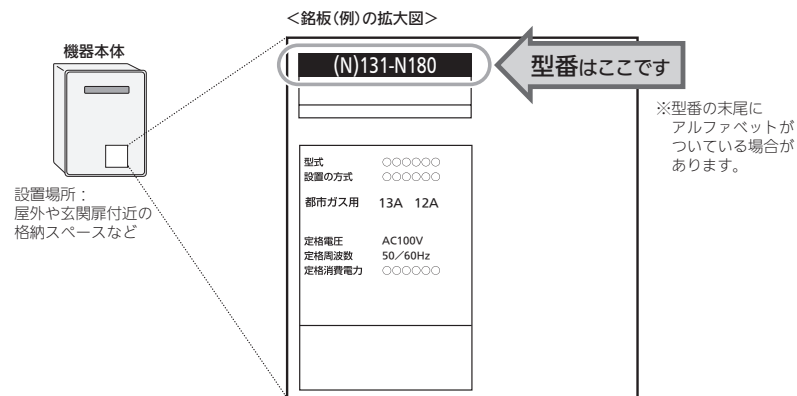 <銘板(例)の拡大図>
機器本体
(N)131-N180
型番はここです
※型番の末尾に
アルファベットが
ついている場合が
あります。
型式 ○○○○○○
設置の方式 ○○○○○○
都市ガス用 13A 12A
定格電圧 AC100V
定格周波数 50/60Hz
定格消費電力 ○○○○○○
設置場所:
屋外や玄関扉付近の
格納スペースなど